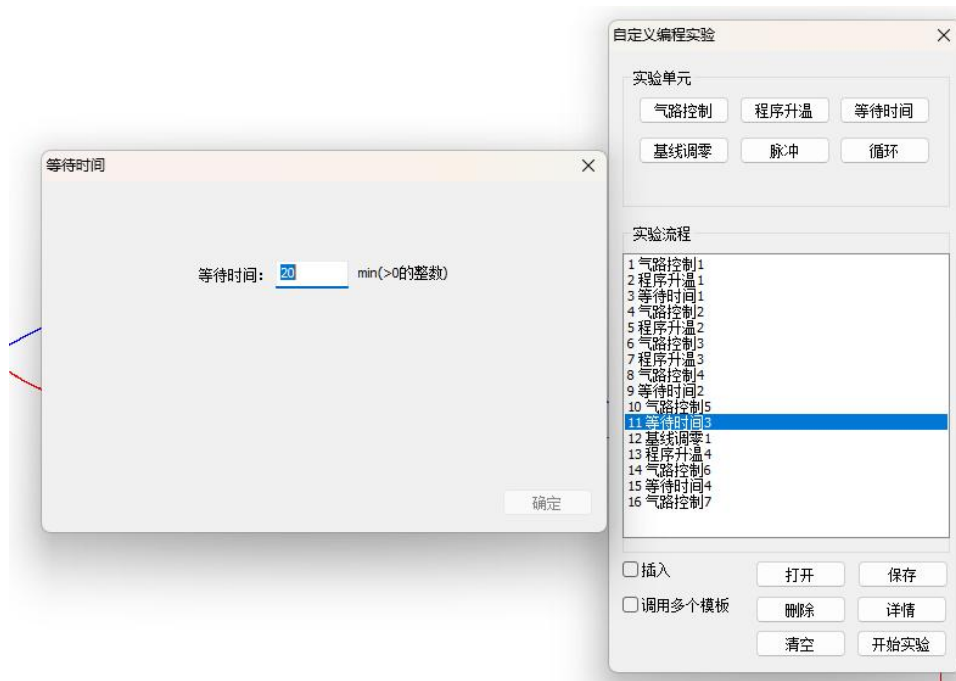 自定义编程实验
实验单元
气路控制
程序升温
等待时间
基线调零
脉冲
循环
等待时间
等待时间：
20
min(>0的整数)
确定
实验流程
1 气路控制1
2 程序升温1
3 等待时间1
4 气路控制2
5 程序升温2
6 气路控制3
7 程序升温3
8 气路控制4
9 等待时间2
10 气路控制5
11 等待时间3
12 基线调零1
13 程序升温4
14 气路控制6
15 等待时间4
16 气路控制7
插入
打开
保存
调用多个模板
删除
详情
清空
开始实验